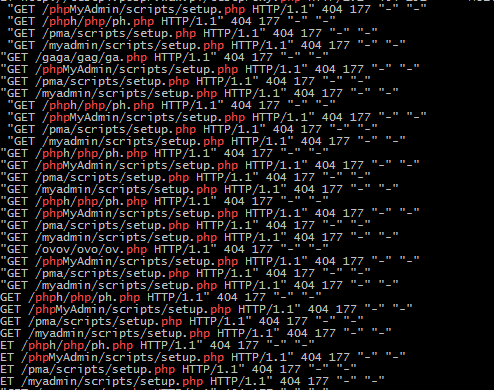 "GET /phpMyAdmin/scripts/setup.php HTTP/1.1" 404 177 "-" "-"
"GET /phph/php/ph.php HTTP/1.1" 404 177 "-" "-"
"GET /pma/scripts/setup.php HTTP/1.1" 404 177 "-" "-"
"GET /myadmin/scripts/setup.php HTTP/1.1" 404 177 "-" "-"
"GET /gaga/gag/ga.php HTTP/1.1" 404 177 "-" "-"
"GET /phpMyAdmin/scripts/setup.php HTTP/1.1" 404 177 "-" "-"
"GET /pma/scripts/setup.php HTTP/1.1" 404 177 "-" "-"
"GET /myadmin/scripts/setup.php HTTP/1.1" 404 177 "-" "-"
"GET /phph/php/ph.php HTTP/1.1" 404 177 "-" "-"
"GET /phpMyAdmin/scripts/setup.php HTTP/1.1" 404 177 "-" "-"
"GET /pma/scripts/setup.php HTTP/1.1" 404 177 "-" "-"
"GET /myadmin/scripts/setup.php HTTP/1.1" 404 177 "-" "-"
"GET /phph/php/ph.php HTTP/1.1" 404 177 "-" "-"
"GET /phpMyAdmin/scripts/setup.php HTTP/1.1" 404 177 "-" "-"
"GET /pma/scripts/setup.php HTTP/1.1" 404 177 "-" "-"
"GET /myadmin/scripts/setup.php HTTP/1.1" 404 177 "-" "-"
"GET /phph/php/ph.php HTTP/1.1" 404 177 "-" "-"
"GET /phpMyAdmin/scripts/setup.php HTTP/1.1" 404 177 "-" "-"
"GET /pma/scripts/setup.php HTTP/1.1" 404 177 "-" "-"
"GET /myadmin/scripts/setup.php HTTP/1.1" 404 177 "-" "-"
"GET /ovov/ovo/ov.php HTTP/1.1" 404 177 "-" "-"
"GET /phpMyAdmin/scripts/setup.php HTTP/1.1" 404 177 "-" "-"
"GET /pma/scripts/setup.php HTTP/1.1" 404 177 "-" "-"
"GET /myadmin/scripts/setup.php HTTP/1.1" 404 177 "-" "-"
GET /phph/php/ph.php HTTP/1.1" 404 177 "-" "-"
GET /phpMyAdmin/scripts/setup.php HTTP/1.1" 404 177 "-" "-"
GET /pma/scripts/setup.php HTTP/1.1" 404 177 "-" "-"
GET /myadmin/scripts/setup.php HTTP/1.1" 404 177 "-" "-"
ET /phph/php/ph.php HTTP/1.1" 404 177 "-" "-"
ET /phpMyAdmin/scripts/setup.php HTTP/1.1" 404 177 "-" "-"
ET /pma/scripts/setup.php HTTP/1.1" 404 177 "-" "-"
ET /myadmin/scripts/setup.php HTTP/1.1" 404 177 "-" "-"